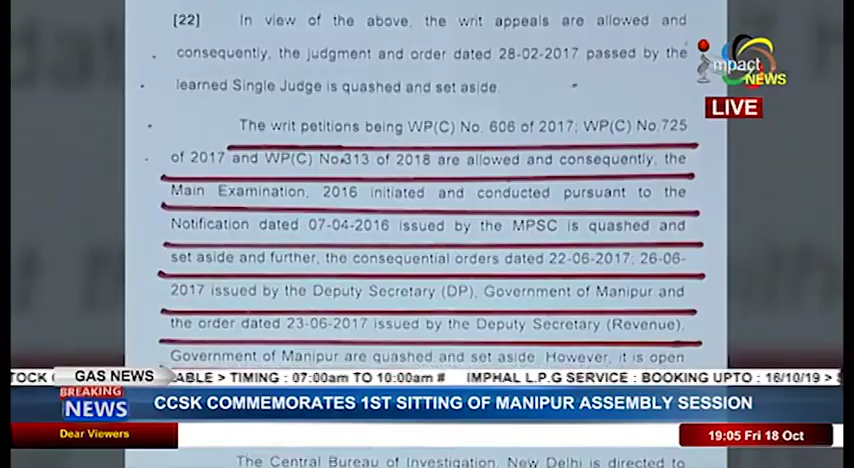 [22] In view of the above, the writ appeals are allowed and
consequently, the judgment and order dated 28-02-2017 passed by the
learned Single Judge is quashed and set aside.
The writ petitions being WP(C) No. 606 of 2017; WP(C) No.725
of 2017 and WP(C) No.313 of 2018 are allowed and consequently, the
Main Examination, 2016 initiated and conducted pursuant to the
Notification dated 07-04-2016 issued by the MPSC is quashed and
set aside and further, the consequential orders dated 22-06-2017; 26-06-
2017 issued by the Deputy Secretary (DP), Government of Manipur and
the order dated 23-06-2017 issued by the Deputy Secretary (Revenue),
Government of Manipur are quashed and set aside. However, it is open
impact
NEWS
LIVE
TOCK
GAS NEWS
ABLE > TIMING : 07:00am TO 10:00am # IMPHAL L.P.G SERVICE : BOOKING UPTO : 16/10/19 >
BREAKING
NEWS
CCSK COMMEMORATES 1ST SITTING OF MANIPUR ASSEMBLY SESSION
Dear Viewers
19:05 Fri 18 Oct
The Central Bureau of Investigation, New Delhi is directed to